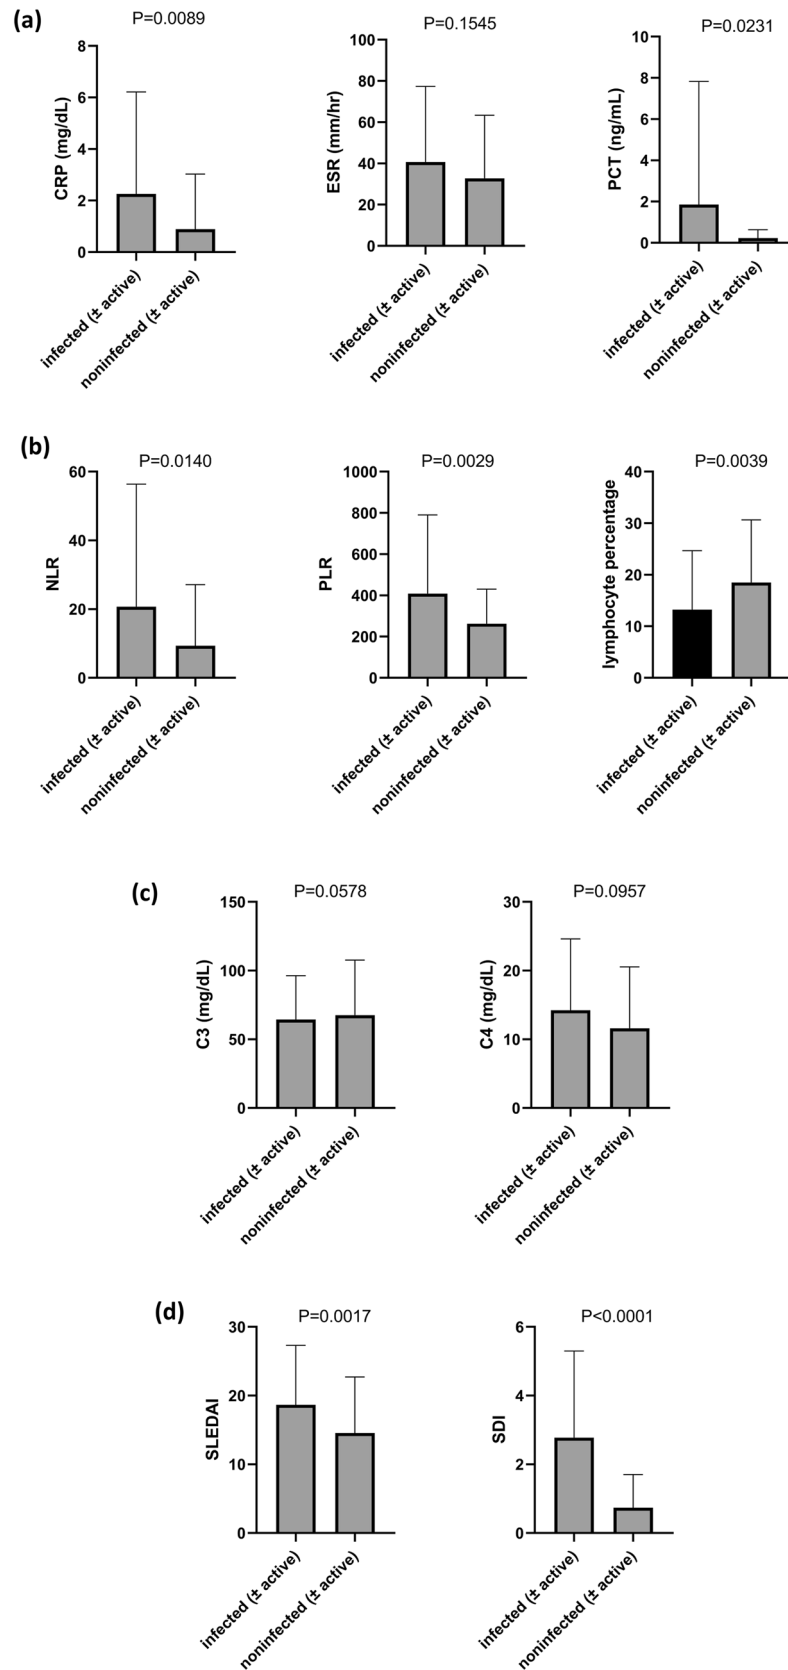 (a)
P=0.0089
CRP (mg/dL)
8
6
4
2
0
infected (± active)
noninfected (± active)
P=0.1545
ESR (mm/hr)
100
80
60
40
20
0
infected (± active)
noninfected (± active)
P=0.0231
PCT (ng/mL)
10
8
6
4
2
0
infected (± active)
noninfected (± active)
(b)
P=0.0140
NLR
60
40
20
0
infected (± active)
noninfected (± active)
P=0.0029
PLR
1000
800
600
400
200
0
infected (± active)
noninfected (± active)
P=0.0039
lymphocyte percentage
40
30
20
10
0
infected (± active)
noninfected (± active)
(c)
P=0.0578
C3 (mg/dL)
150
100
50
0
infected (± active)
noninfected (± active)
P=0.0957
C4 (mg/dL)
30
20
10
0
infected (± active)
noninfected (± active)
(d)
P=0.0017
SLEDAI
30
20
10
0
infected (± active)
noninfected (± active)
P<0.0001
SDI
6
4
2
0
infected (± active)
noninfected (± active)